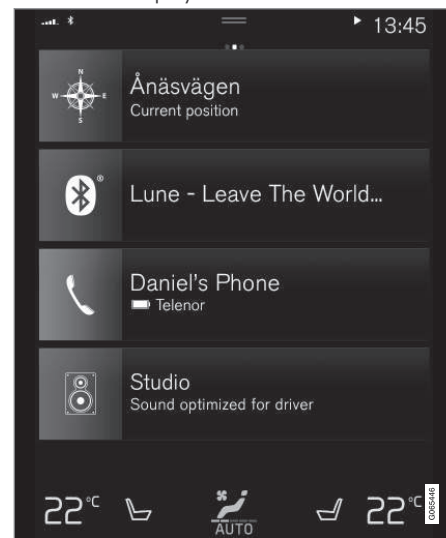 13:45
N
W E
S
Ånäsvägen
Current position
®
Lune - Leave The World...
Daniel's Phone
Telenor
Studio
Sound optimized for driver
22°C
AUTO
22°C
G065446